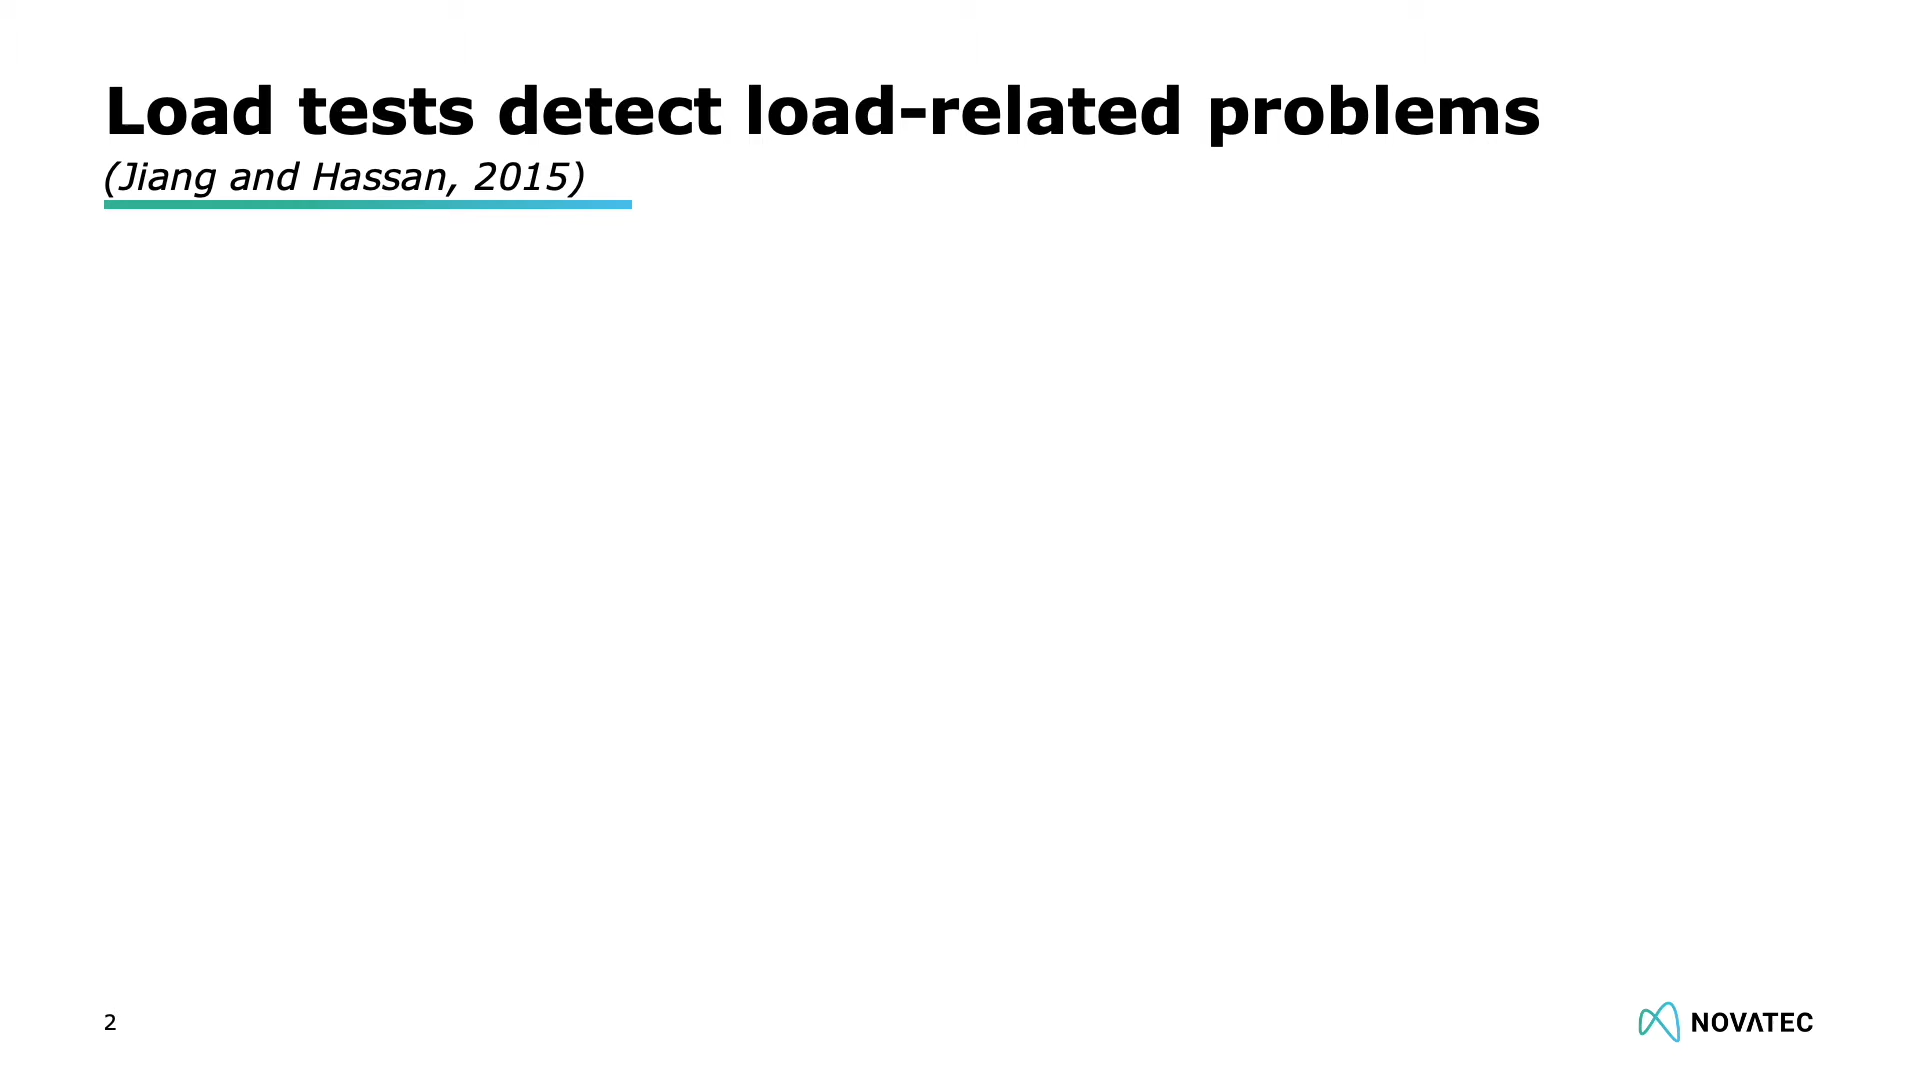 Load tests detect load-related problems
(Jiang and Hassan, 2015)
2
NOVATEC